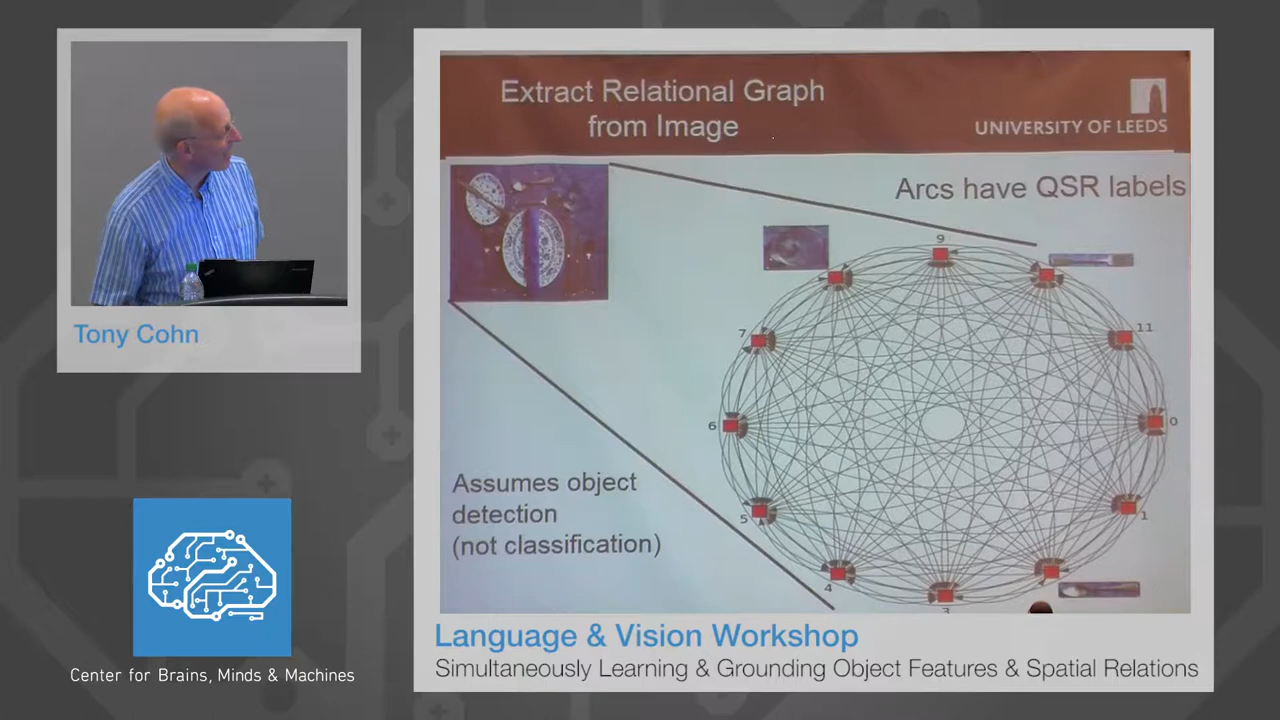 Extract Relational Graph
from Image
UNIVERSITY OF LEEDS
Arcs have QSR labels
9
7
11
6
0
5
1
4
3
Assumes object
detection
(not classification)
Tony Cohn
Center for Brains, Minds & Machines
Language & Vision Workshop
Simultaneously Learning & Grounding Object Features & Spatial Relations